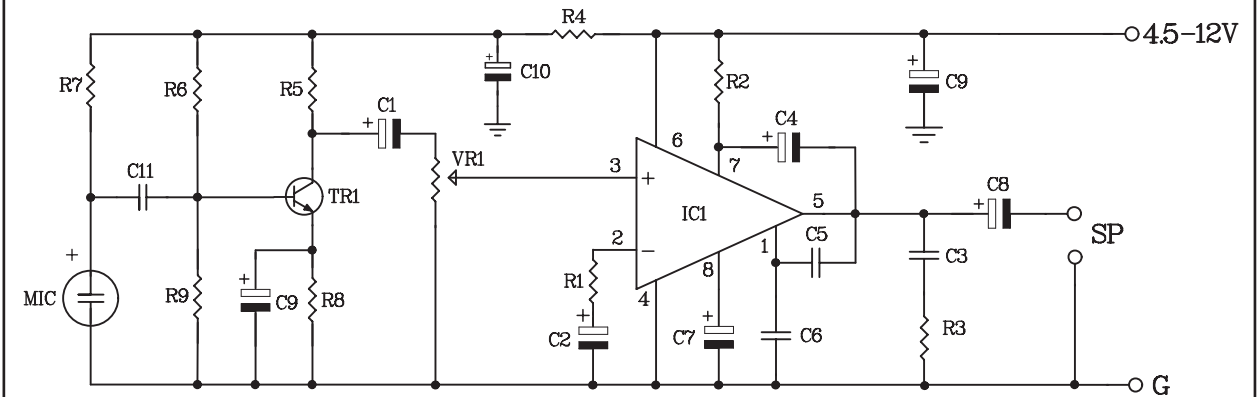 R4
4.5-12V
R7
R6
R5
+
C10
R2
+
C9
C1
+
C4
+
6
7
VR1
3
+
C11
TR1
IC1
5
C8
+
SP
+
2
−
1
C5
C3
MIC
R9
+
C9
R8
R1
+
C2
4
8
+
C7
C6
R3
G